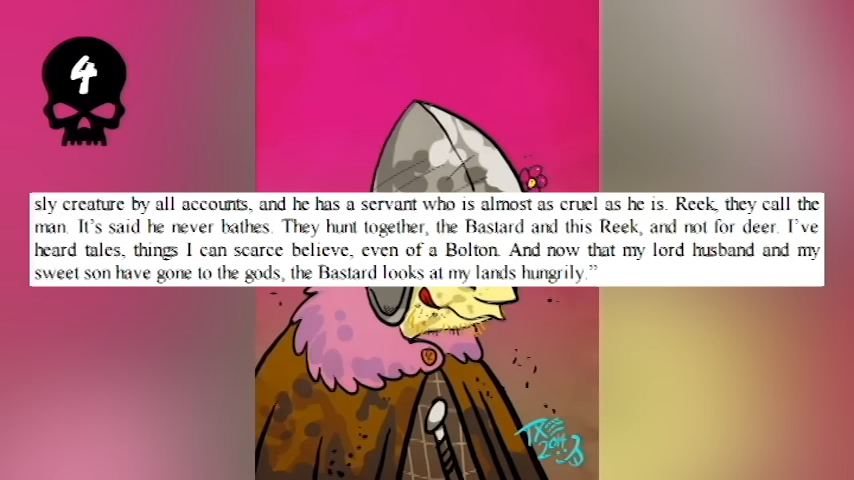 4
sly creature by all accounts, and he has a servant who is almost as cruel as he is. Reek, they call the
man. It's said he never bathes. They hunt together, the Bastard and this Reek, and not for deer. I've
heard tales, things I can scarce believe, even of a Bolton. And now that my lord husband and my
sweet son have gone to the gods, the Bastard looks at my lands hungrily.”
TX
2014